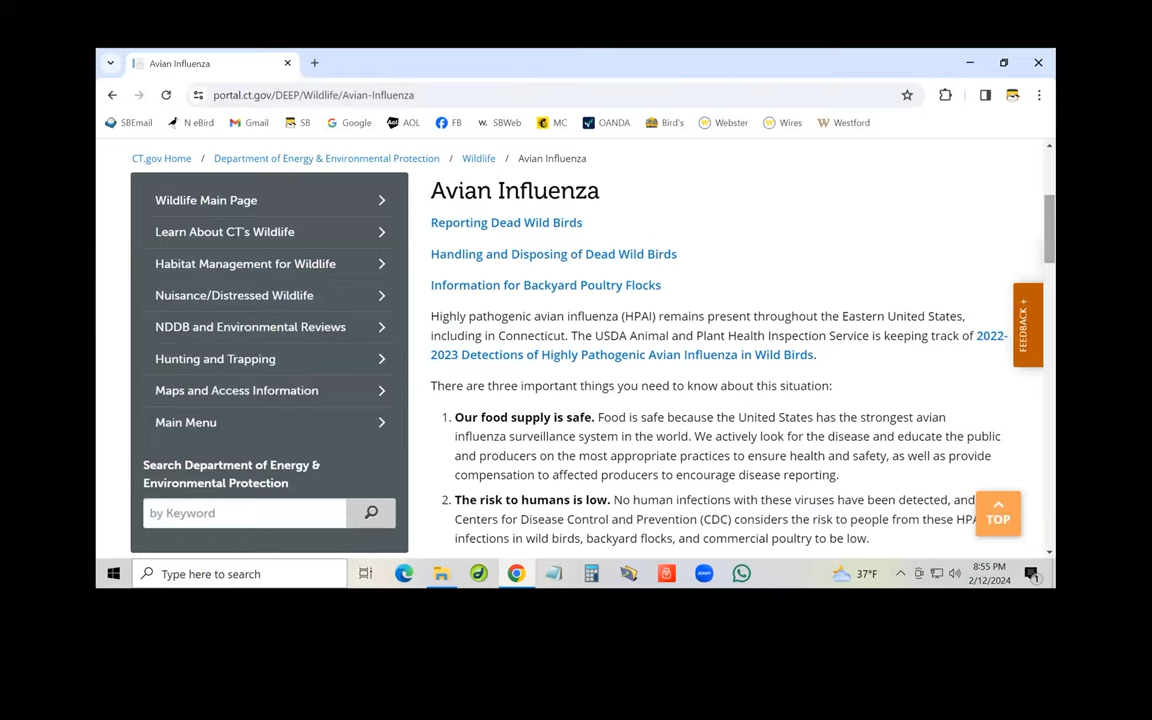 Avian Influenza
portal.ct.gov/DEEP/Wildlife/Avian-Influenza
SBEmail N eBird Gmail SB Google AOL FB SBWeb MC OANDA Bird's Webster Wires Westford
CT.gov Home / Department of Energy & Environmental Protection / Wildlife / Avian Influenza
Wildlife Main Page
Learn About CT's Wildlife
Habitat Management for Wildlife
Nuisance/Distressed Wildlife
NDDB and Environmental Reviews
Hunting and Trapping
Maps and Access Information
Main Menu
Search Department of Energy &
Environmental Protection
by Keyword
Avian Influenza
Reporting Dead Wild Birds
Handling and Disposing of Dead Wild Birds
Information for Backyard Poultry Flocks
Highly pathogenic avian influenza (HPAI) remains present throughout the Eastern United States,
including in Connecticut. The USDA Animal and Plant Health Inspection Service is keeping track of 2022-
2023 Detections of Highly Pathogenic Avian Influenza in Wild Birds.
There are three important things you need to know about this situation:
1. Our food supply is safe. Food is safe because the United States has the strongest avian
influenza surveillance system in the world. We actively look for the disease and educate the public
and producers on the most appropriate practices to ensure health and safety, as well as provide
compensation to affected producers to encourage disease reporting.
2. The risk to humans is low. No human infections with these viruses have been detected, and
Centers for Disease Control and Prevention (CDC) considers the risk to people from these HPA
infections in wild birds, backyard flocks, and commercial poultry to be low.
FEEDBACK +
TOP
Type here to search
zoom
37°F
8:55 PM
2/12/2024
1